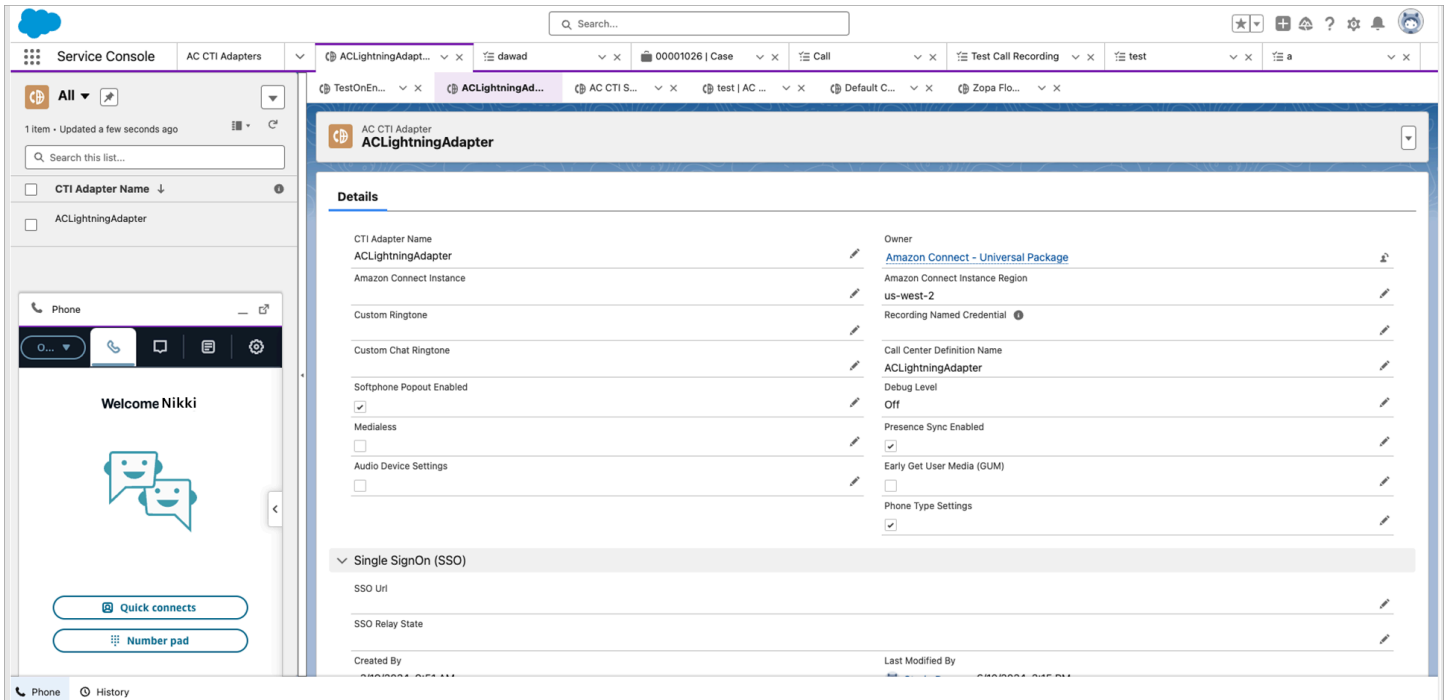 Search...
Service Console
AC CTI Adapters
ACLightningAdapt...
dawad
00001026 | Case
Call
Test Call Recording
test
a
All
1 item • Updated a few seconds ago
Search this list...
CTI Adapter Name
ACLightningAdapter
Phone
O...
Welcome Nikki
Quick connects
Number pad
Phone
History
TestOnEn...
ACLightningAd...
AC CTI S...
test | AC ...
Default C...
Zopa Flo...
AC CTI Adapter
ACLightningAdapter
Details
CTI Adapter Name
ACLightningAdapter
Owner
Amazon Connect - Universal Package
Amazon Connect Instance
Amazon Connect Instance Region
us-west-2
Custom Ringtone
Recording Named Credential
Custom Chat Ringtone
Call Center Definition Name
ACLightningAdapter
Softphone Popout Enabled
Debug Level
Off
Medialess
Presence Sync Enabled
Audio Device Settings
Early Get User Media (GUM)
Phone Type Settings
Single SignOn (SSO)
SSO Url
SSO Relay State
Created By
Last Modified By